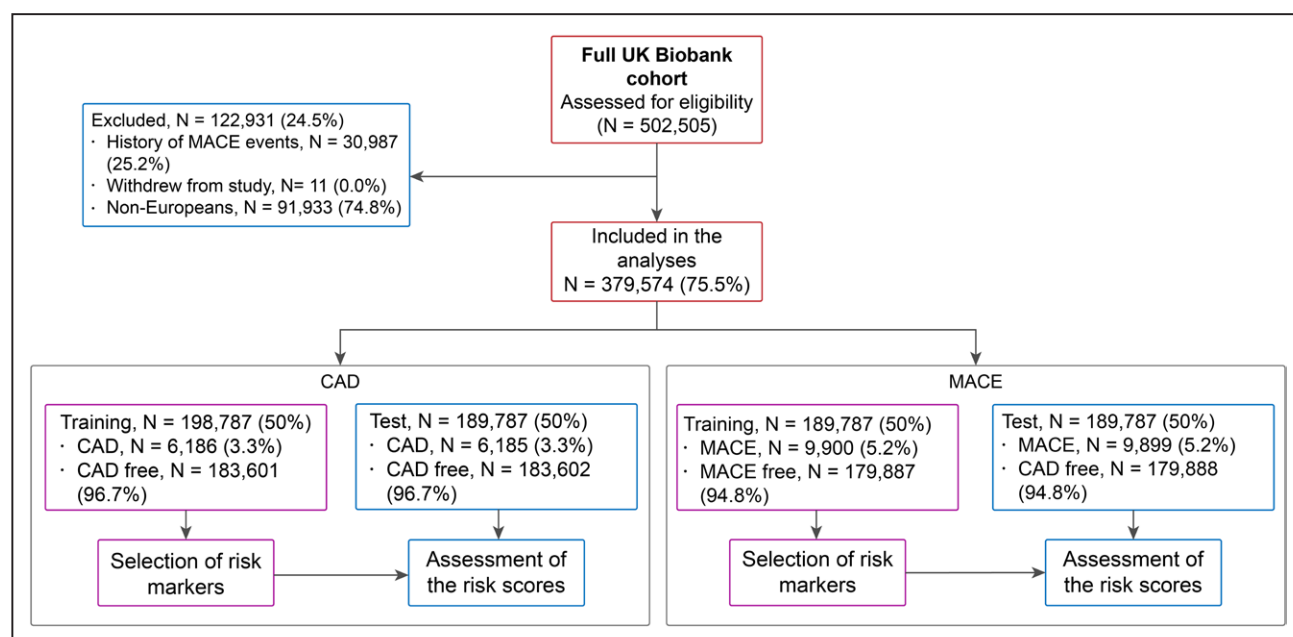 Full UK Biobank
cohort
Assessed for eligibility
(N = 502,505)
Excluded, N = 122,931 (24.5%)
· History of MACE events, N = 30,987
(25.2%)
· Withdrew from study, N= 11 (0.0%)
· Non-Europeans, N = 91,933 (74.8%)
Included in the
analyses
N = 379,574 (75.5%)
CAD
Training, N = 198,787 (50%)
· CAD, N = 6,186 (3.3%)
· CAD free, N = 183,601
(96.7%)
Test, N = 189,787 (50%)
· CAD, N = 6,185 (3.3%)
· CAD free, N = 183,602
(96.7%)
Selection of risk
markers
Assessment of
the risk scores
MACE
Training, N = 189,787 (50%)
· MACE, N = 9,900 (5.2%)
· MACE free, N = 179,887
(94.8%)
Test, N = 189,787 (50%)
· MACE, N = 9,899 (5.2%)
· CAD free, N = 179,888
(94.8%)
Selection of risk
markers
Assessment of
the risk scores